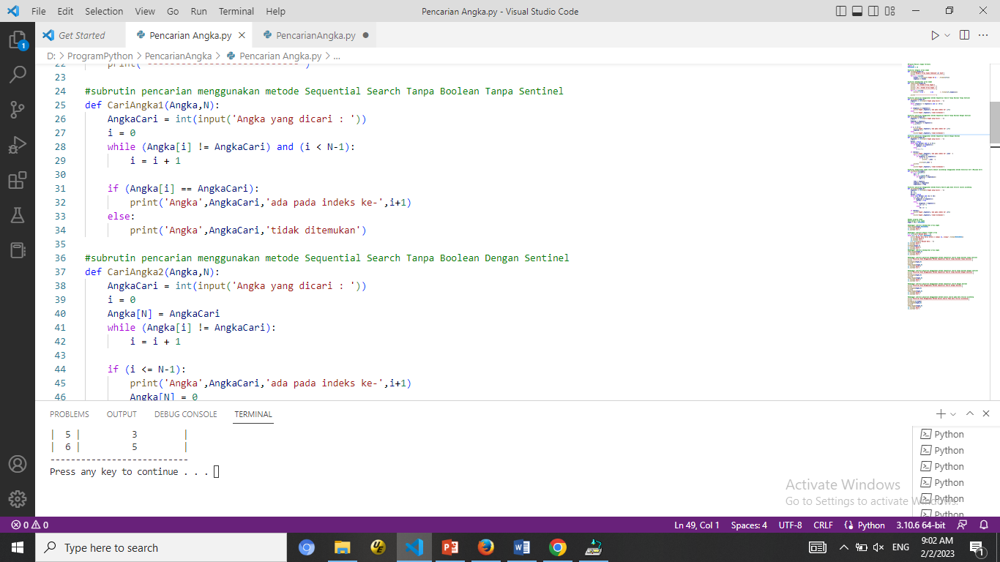 File Edit Selection View Go Run Terminal Help Pencarian Angka.py - Visual Studio Code
Get Started Pencarian Angka.py PencarianAngka.py
D: > ProgramPython > PencarianAngka > Pencarian Angka.py > ...
22 print('---------------------------')
23
24 #subrutin pencarian menggunakan metode Sequential Search Tanpa Boolean Tanpa Sentinel
25 def CariAngka1(Angka,N):
26 AngkaCari = int(input('Angka yang dicari : '))
27 i = 0
28 while (Angka[i] != AngkaCari) and (i < N-1):
29 i = i + 1
30
31 if (Angka[i] == AngkaCari):
32 print('Angka',AngkaCari,'ada pada indeks ke-',i+1)
33 else:
34 print('Angka',AngkaCari,'tidak ditemukan')
35
36 #subrutin pencarian menggunakan metode Sequential Search Tanpa Boolean Dengan Sentinel
37 def CariAngka2(Angka,N):
38 AngkaCari = int(input('Angka yang dicari : '))
39 i = 0
40 Angka[N] = AngkaCari
41 while (Angka[i] != AngkaCari):
42 i = i + 1
43
44 if (i <= N-1):
45 print('Angka',AngkaCari,'ada pada indeks ke-',i+1)
46 Angka[N] = 0
PROBLEMS OUTPUT DEBUG CONSOLE TERMINAL
| 5 | 3 |
| 6 | 5 |
---------------------------
Press any key to continue . . .
Python
Python
Python
Python
Python
Python
Activate Windows
Go to Settings to activate Windows.
0 0 Ln 49, Col 1 Spaces: 4 UTF-8 CRLF Python 3.10.6 64-bit
Type here to search
ENG
9:02 AM
2/2/2023
1